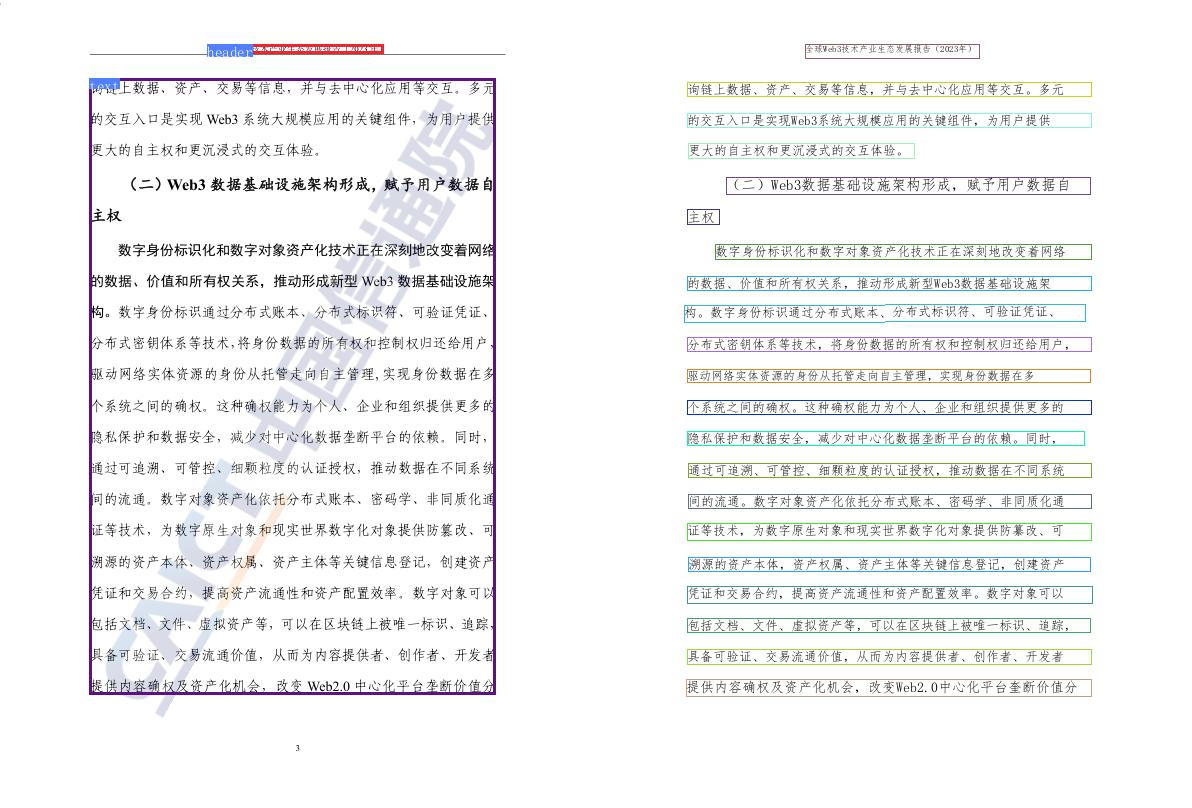 header
text
询链上数据、资产、交易等信息，并与去中心化应用等交互。多元
的交互入口是实现 Web3 系统大规模应用的关键组件，为用户提供
更大的自主权和更沉浸式的交互体验。
（二）Web3 数据基础设施架构形成，赋予用户数据自
主权
数字身份标识化和数字对象资产化技术正在深刻地改变着网络
的数据、价值和所有权关系，推动形成新型 Web3 数据基础设施架
构。数字身份标识通过分布式账本、分布式标识符、可验证凭证、
分布式密钥体系等技术，将身份数据的所有权和控制权归还给用户，
驱动网络实体资源的身份从托管走向自主管理,实现身份数据在多
个系统之间的确权。这种确权能力为个人、企业和组织提供更多的
隐私保护和数据安全，减少对中心化数据垄断平台的依赖。同时，
通过可追溯、可管控、细颗粒度的认证授权，推动数据在不同系统
间的流通。数字对象资产化依托分布式账本、密码学、非同质化通
证等技术，为数字原生对象和现实世界数字化对象提供防篡改、可
溯源的资产本体、资产权属、资产主体等关键信息登记，创建资产
凭证和交易合约，提高资产流通性和资产配置效率。数字对象可以
包括文档、文件、虚拟资产等，可以在区块链上被唯一标识、追踪，
具备可验证、交易流通价值，从而为内容提供者、创作者、开发者
提供内容确权及资产化机会，改变 Web2.0 中心化平台垄断价值分
CAICT 中国信通院
3
全球Web3技术产业生态发展报告（2023年）
询链上数据、资产、交易等信息，并与去中心化应用等交互。多元
的交互入口是实现Web3系统大规模应用的关键组件，为用户提供
更大的自主权和更沉浸式的交互体验。
（二）Web3数据基础设施架构形成，赋予用户数据自
主权
数字身份标识化和数字对象资产化技术正在深刻地改变着网络
的数据、价值和所有权关系，推动形成新型Web3数据基础设施架
构。数字身份标识通过分布式账本、分布式标识符、可验证凭证、
分布式密钥体系等技术，将身份数据的所有权和控制权归还给用户，
驱动网络实体资源的身份从托管走向自主管理，实现身份数据在多
个系统之间的确权。这种确权能力为个人、企业和组织提供更多的
隐私保护和数据安全，减少对中心化数据垄断平台的依赖。同时，
通过可追溯、可管控、细颗粒度的认证授权，推动数据在不同系统
间的流通。数字对象资产化依托分布式账本、密码学、非同质化通
证等技术，为数字原生对象和现实世界数字化对象提供防篡改、可
溯源的资产本体，资产权属、资产主体等关键信息登记，创建资产
凭证和交易合约，提高资产流通性和资产配置效率。数字对象可以
包括文档、文件、虚拟资产等，可以在区块链上被唯一标识、追踪，
具备可验证、交易流通价值，从而为内容提供者、创作者、开发者
提供内容确权及资产化机会，改变Web2.0中心化平台奎断价值分